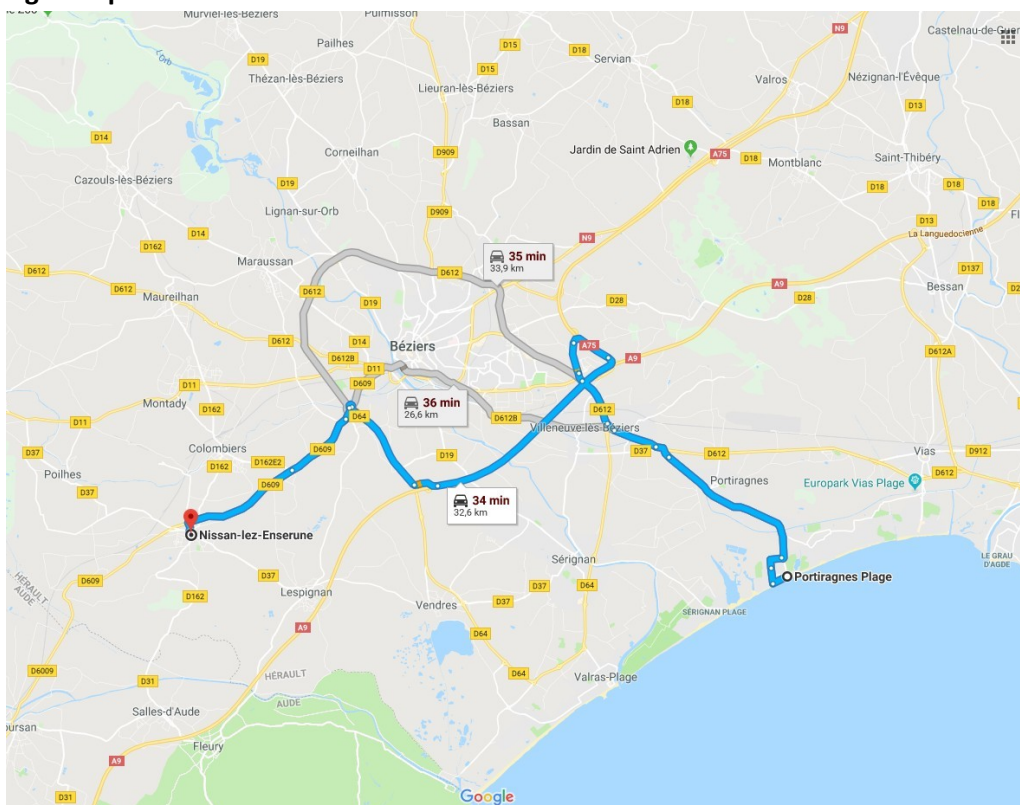 Murviel-lès-Béziers
Pailhes
D19
D15
D18
Servian
N9
Castelnau-de-Guer
Thézan-lès-Béziers
D15
Lieuran-lès-Béziers
Valros
Nézignan-l'Évêque
Orb
D14
D18
D13
Bassan
Corneilhan
D909
Jardin de Saint Adrien
A75
D18
Montblanc
Saint-Thibéry
Cazouls-lès-Béziers
D19
D18
D18
D18
Lignan-sur-Orb
D909
D13
D14
D162
N9
La Languedocienne
Maraussan
35 min
33,9 km
D612
D612
A9
D137
D612
D612
D28
D28
Bessan
Maureilhan
D19
D612
D14
Béziers
A75
A9
D612A
D612B
D11
D609
36 min
26,6 km
D11
Montady
D162
D64
D612B
D612
Villeneuve-lès-Béziers
D11
Colombiers
D609
D19
D37
D612
D912
Vias
D37
Poilhes
D162
D162E2
D609
Portiragnes
Europark Vias Plage
D612
D37
34 min
32,6 km
Nissan-lez-Enserune
Sérignan
LE GRAU
D'AGDE
HÉRAULT
AUDE
D609
D37
Lespignan
D162
D37
D37
D64
Portiragnes Plage
Vendres
SÉRIGNAN PLAGE
A9
D64
D6009
HÉRAULT
AUDE
D64
Valras-Plage
D31
Salles-d'Aude
oursan
Fleury
A9
D31
Google